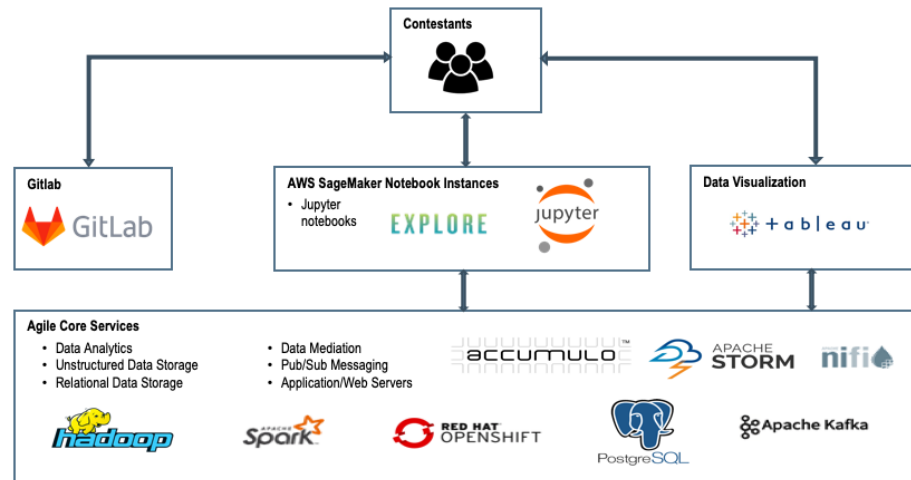 Contestants
Gitlab
GitLab
AWS SageMaker Notebook Instances
• Jupyter
notebooks
EXPLORE
jupyter
Data Visualization
+ a b l e a u
Agile Core Services
• Data Analytics
• Unstructured Data Storage
• Relational Data Storage
• Data Mediation
• Pub/Sub Messaging
• Application/Web Servers
accumulo™
APACHE
STORM
nifi
hadoop
APACHE
Spark
RED HAT
OPENSHIFT
PostgreSQL
Apache Kafka